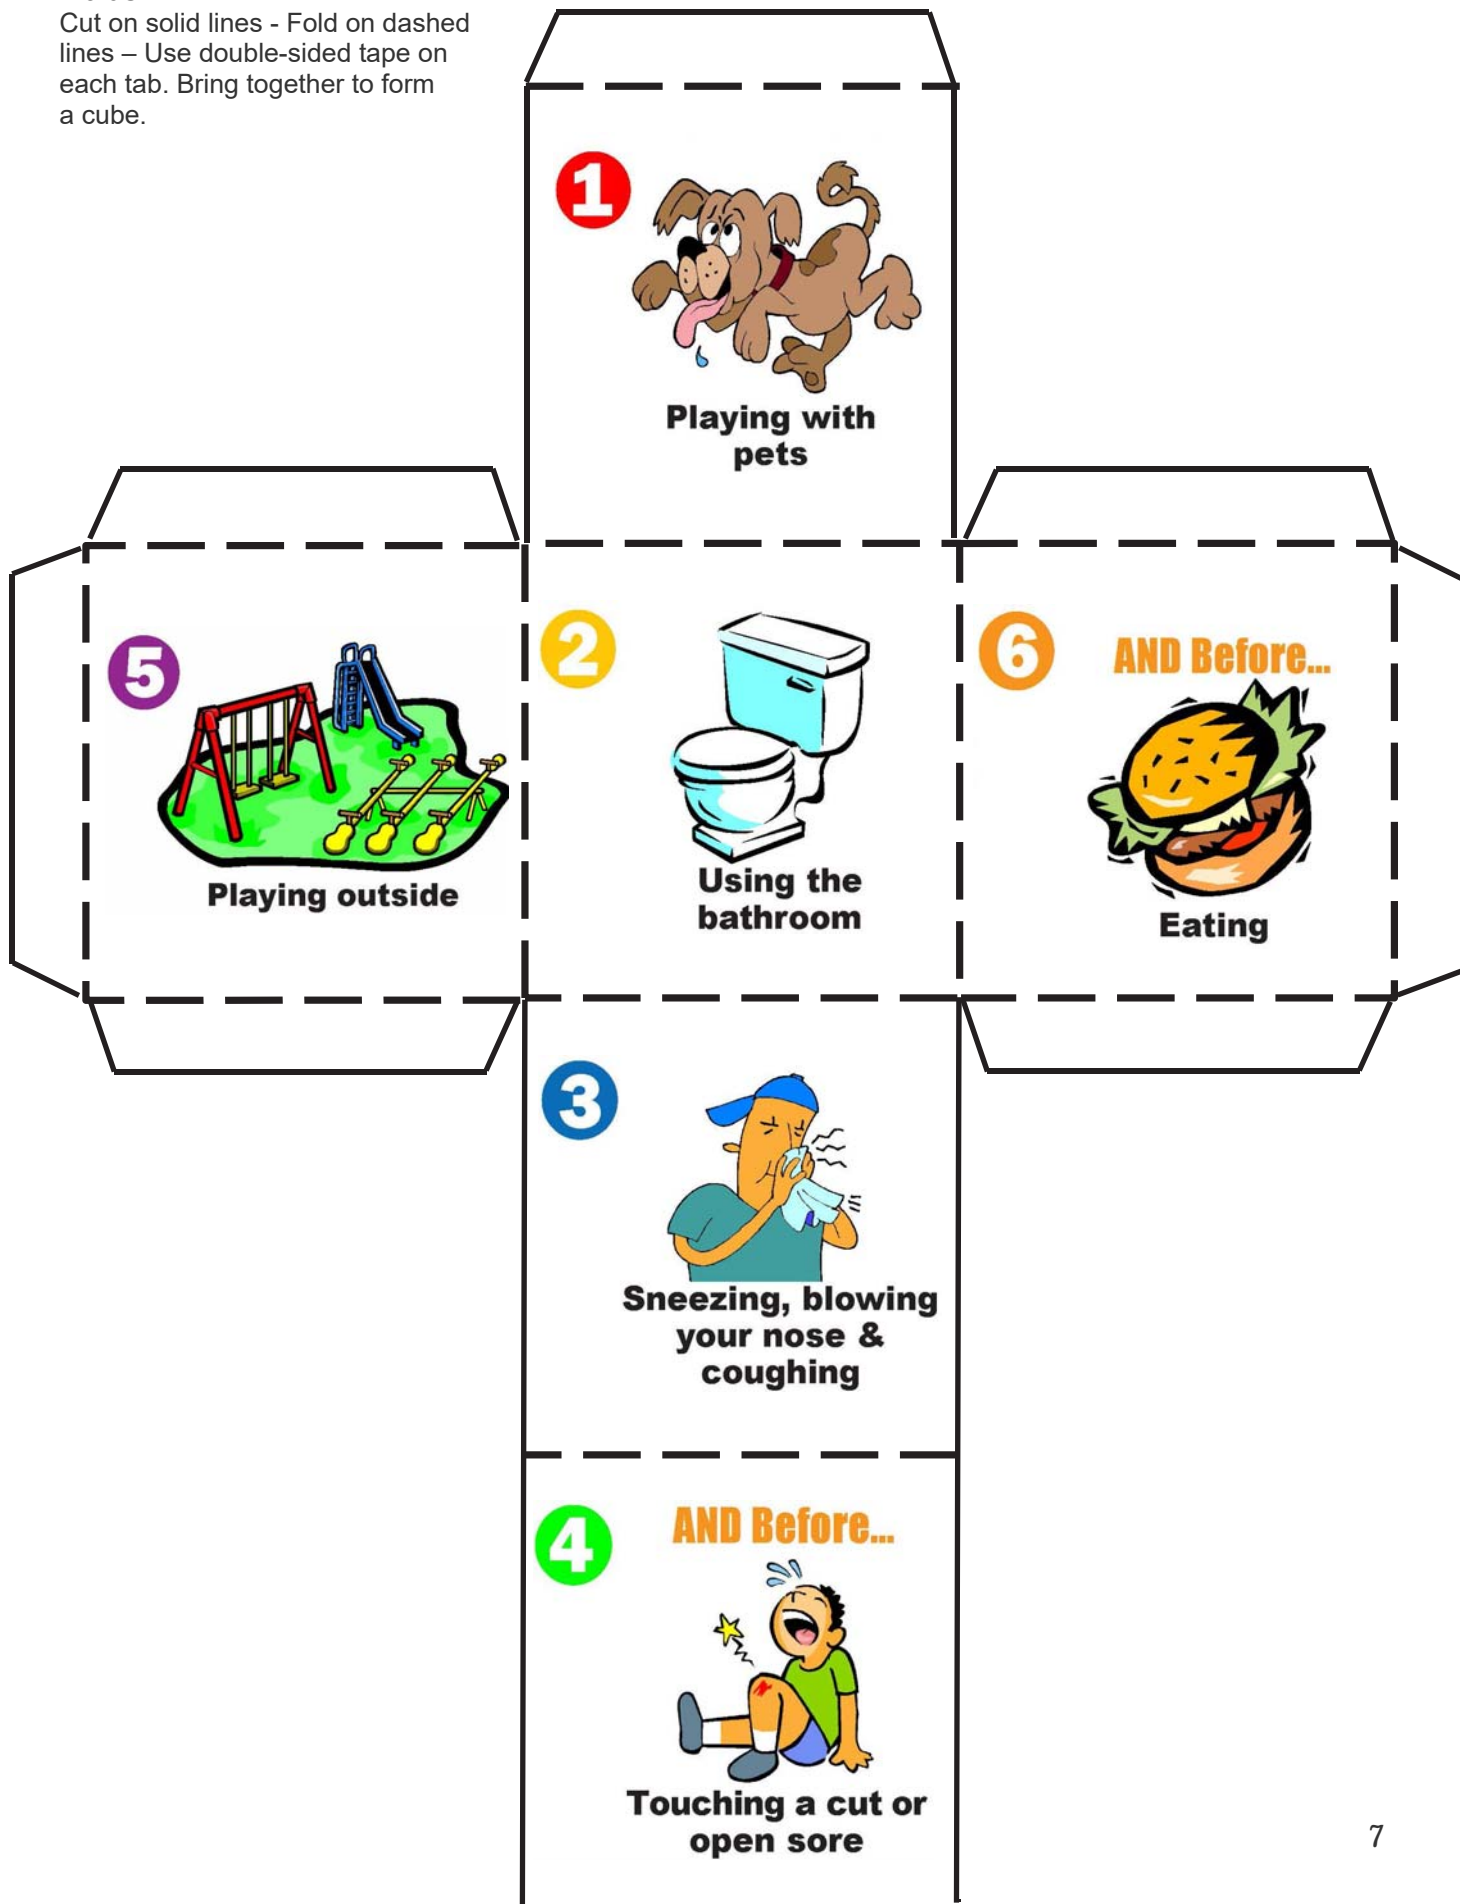 Cut on solid lines - Fold on dashed
lines – Use double-sided tape on
each tab. Bring together to form
a cube.
1
Playing with
pets
5
Playing outside
2
Using the
bathroom
6
AND Before...
Eating
3
Sneezing, blowing
your nose &
coughing
4
AND Before...
Touching a cut or
open sore
7